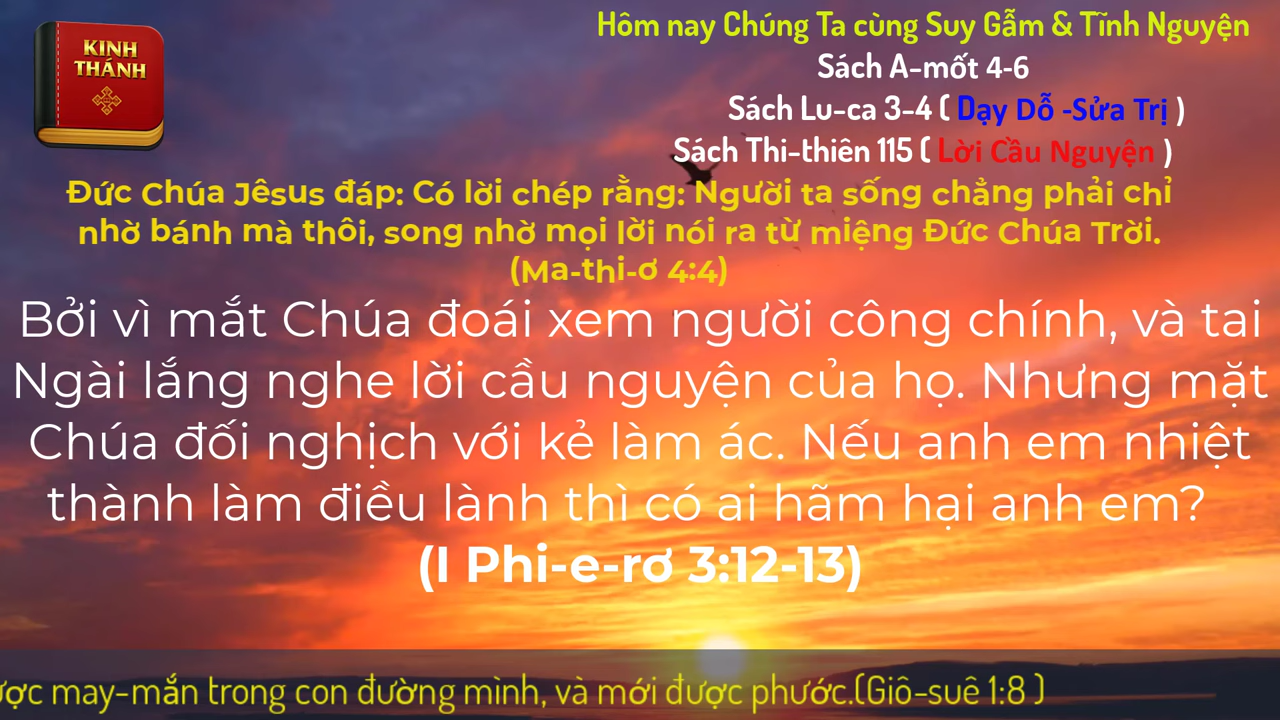 KINH
THÁNH
Hôm nay Chúng Ta cùng Suy Gẫm & Tĩnh Nguyện
Sách A-mốt 4-6
Sách Lu-ca 3-4 ( Dạy Dỗ -Sửa Trị )
Sách Thi-thiên 115 ( Lời Cầu Nguyện )
Đức Chúa Jêsus đáp: Có lời chép rằng: Người ta sống chẳng phải chỉ
nhờ bánh mà thôi, song nhờ mọi lời nói ra từ miệng Đức Chúa Trời.
(Ma-thi-ơ 4:4)
Bởi vì mắt Chúa đoái xem người công chính, và tai
Ngài lắng nghe lời cầu nguyện của họ. Nhưng mặt
Chúa đối nghịch với kẻ làm ác. Nếu anh em nhiệt
thành làm điều lành thì có ai hãm hại anh em?
(I Phi-e-rơ 3:12-13)
ược may-mắn trong con đường mình, và mới được phước.(Giô-suê 1:8 )